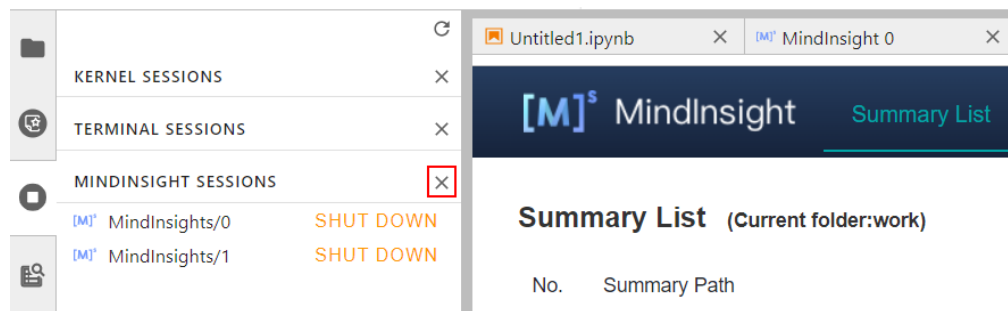 KERNEL SESSIONS
TERMINAL SESSIONS
MINDINSIGHT SESSIONS
[M]s MindInsights/0 SHUT DOWN
[M]s MindInsights/1 SHUT DOWN
Untitled1.ipynb
[M]s MindInsight 0
[M]s MindInsight Summary List
Summary List (Current folder:work)
No. Summary Path